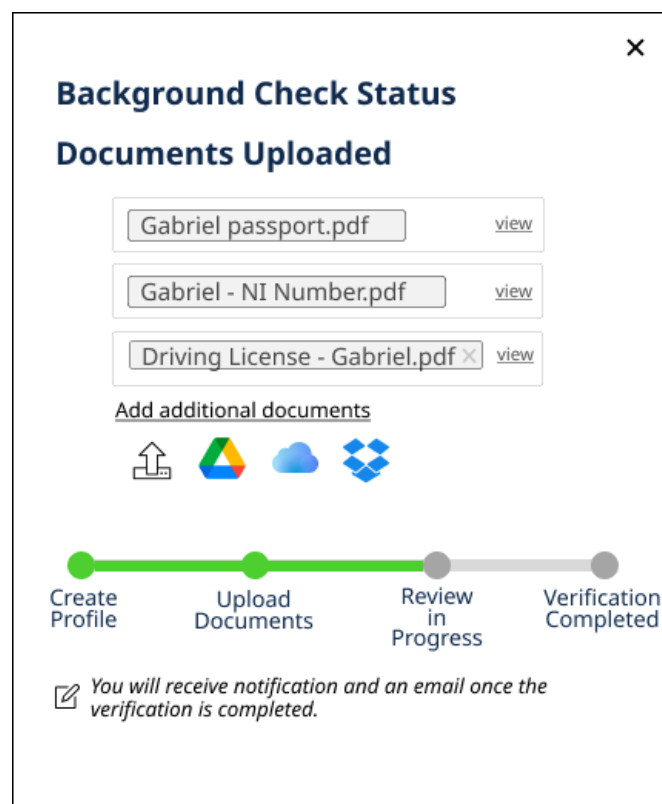 Background Check Status
Documents Uploaded
Gabriel passport.pdf view
Gabriel - NI Number.pdf view
Driving License - Gabriel.pdf view
Add additional documents
Create
Profile
Upload
Documents
Review
in
Progress
Verification
Completed
You will receive notification and an email once the
verification is completed.